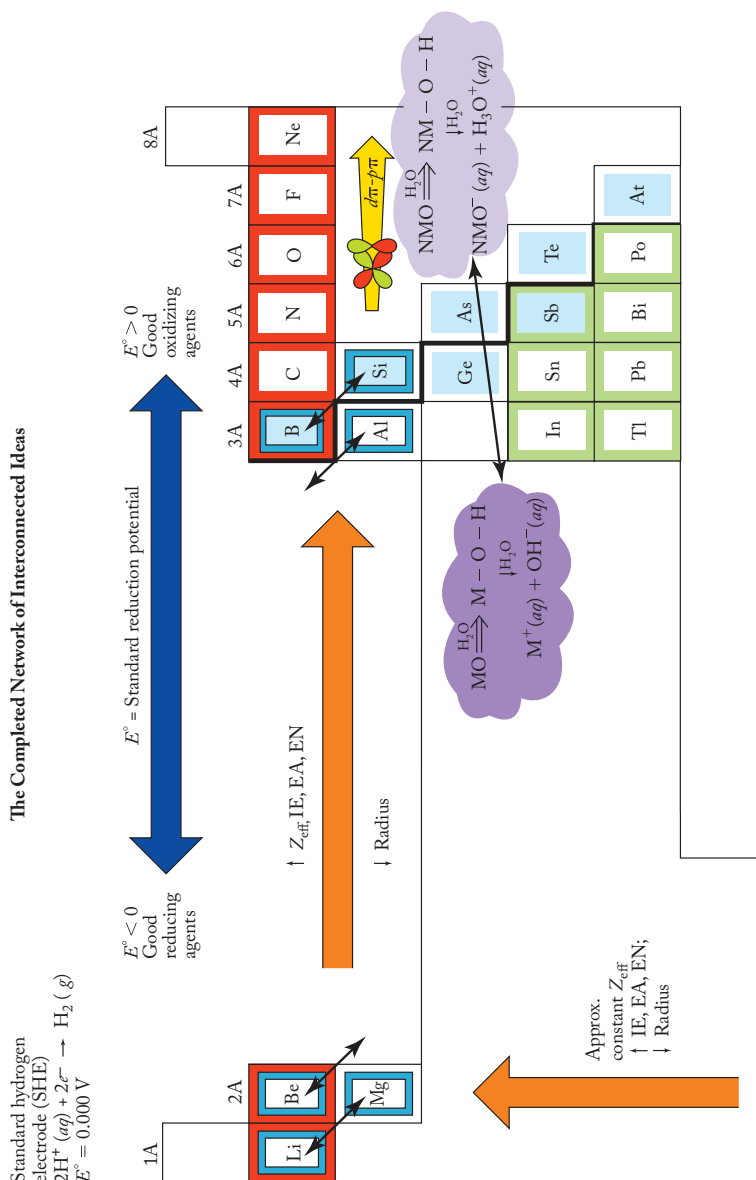 The Completed Network of Interconnected Ideas
Standard hydrogen
electrode (SHE)
2H⁺ (aq) + 2e⁻ → H₂ (g)
E° = 0.000 V
E° < 0
Good
reducing
agents
E° = Standard reduction potential
E° > 0
Good
oxidizing
agents
1A
2A
3A
4A
5A
6A
7A
8A
Li
Be
B
C
N
O
F
Ne
↑ Z_eff, IE, EA, EN
↓ Radius
Mg
Al
Si
dπ-pπ
Ge
As
In
Sn
Sb
Te
Tl
Pb
Bi
Po
At
MO ⟹ M – O – H
H₂O
↓H₂O
M⁺(aq) + OH⁻(aq)
NMO ⟹ NM – O – H
H₂O
↓H₂O
NMO⁻(aq) + H₃O⁺(aq)
Approx.
constant Z_eff
↑ IE, EA, EN;
↓ Radius